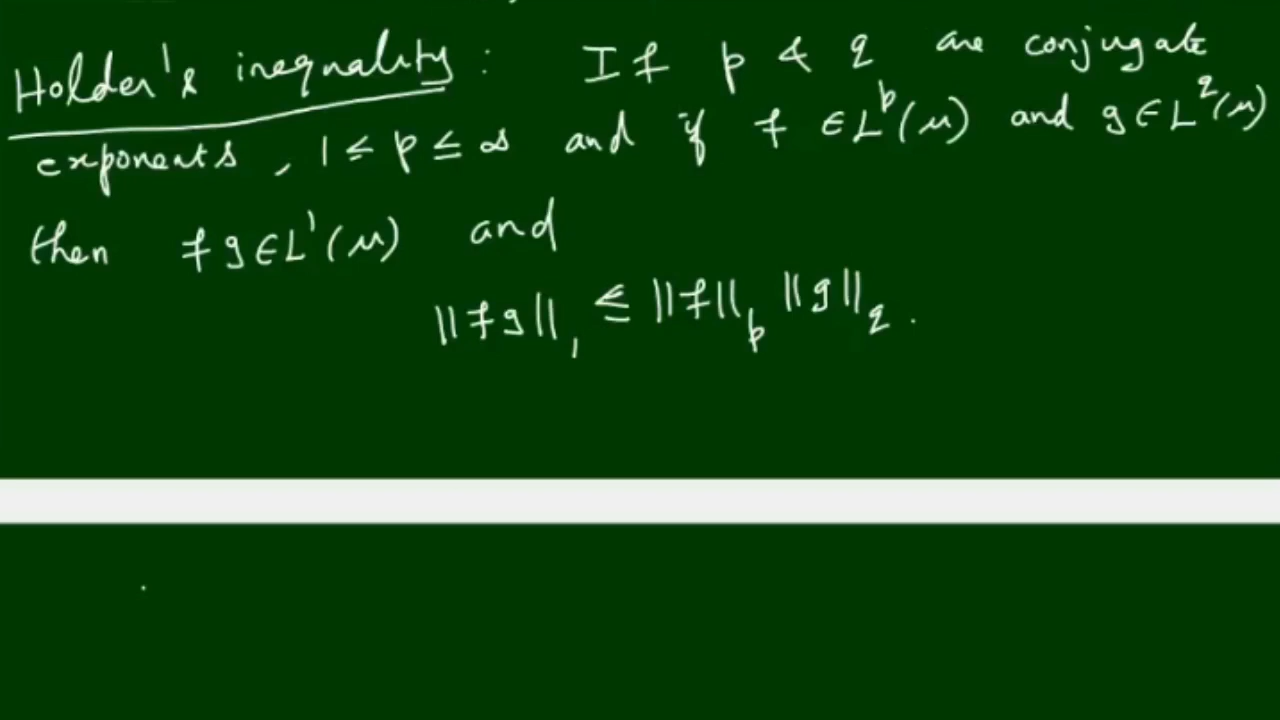 Holder's inequality : If p & q are conjugate
exponents, 1 ≤ p ≤ ∞ and if f ∈ L^p(μ) and g ∈ L^q(μ)
then fg ∈ L^1(μ) and
||fg||_1 ≤ ||f||_p ||g||_q .